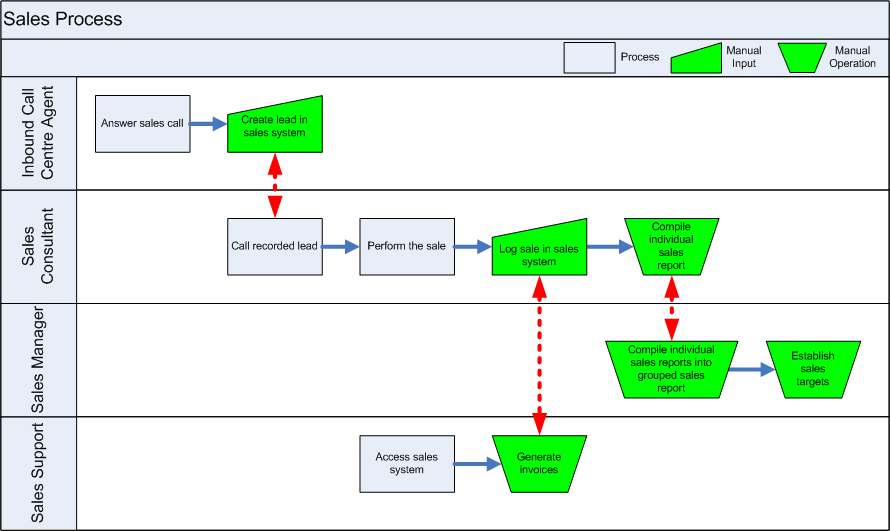 Sales Process
Process
Manual
Input
Manual
Operation
Inbound Call
Centre Agent
Answer sales call
Create lead in
sales system
Sales
Consultant
Call recorded lead
Perform the sale
Log sale in sales
system
Compile
individual
sales
report
Sales Manager
Compile individual
sales reports into
grouped sales
report
Establish
sales
targets
Sales Support
Access sales
system
Generate
invoices